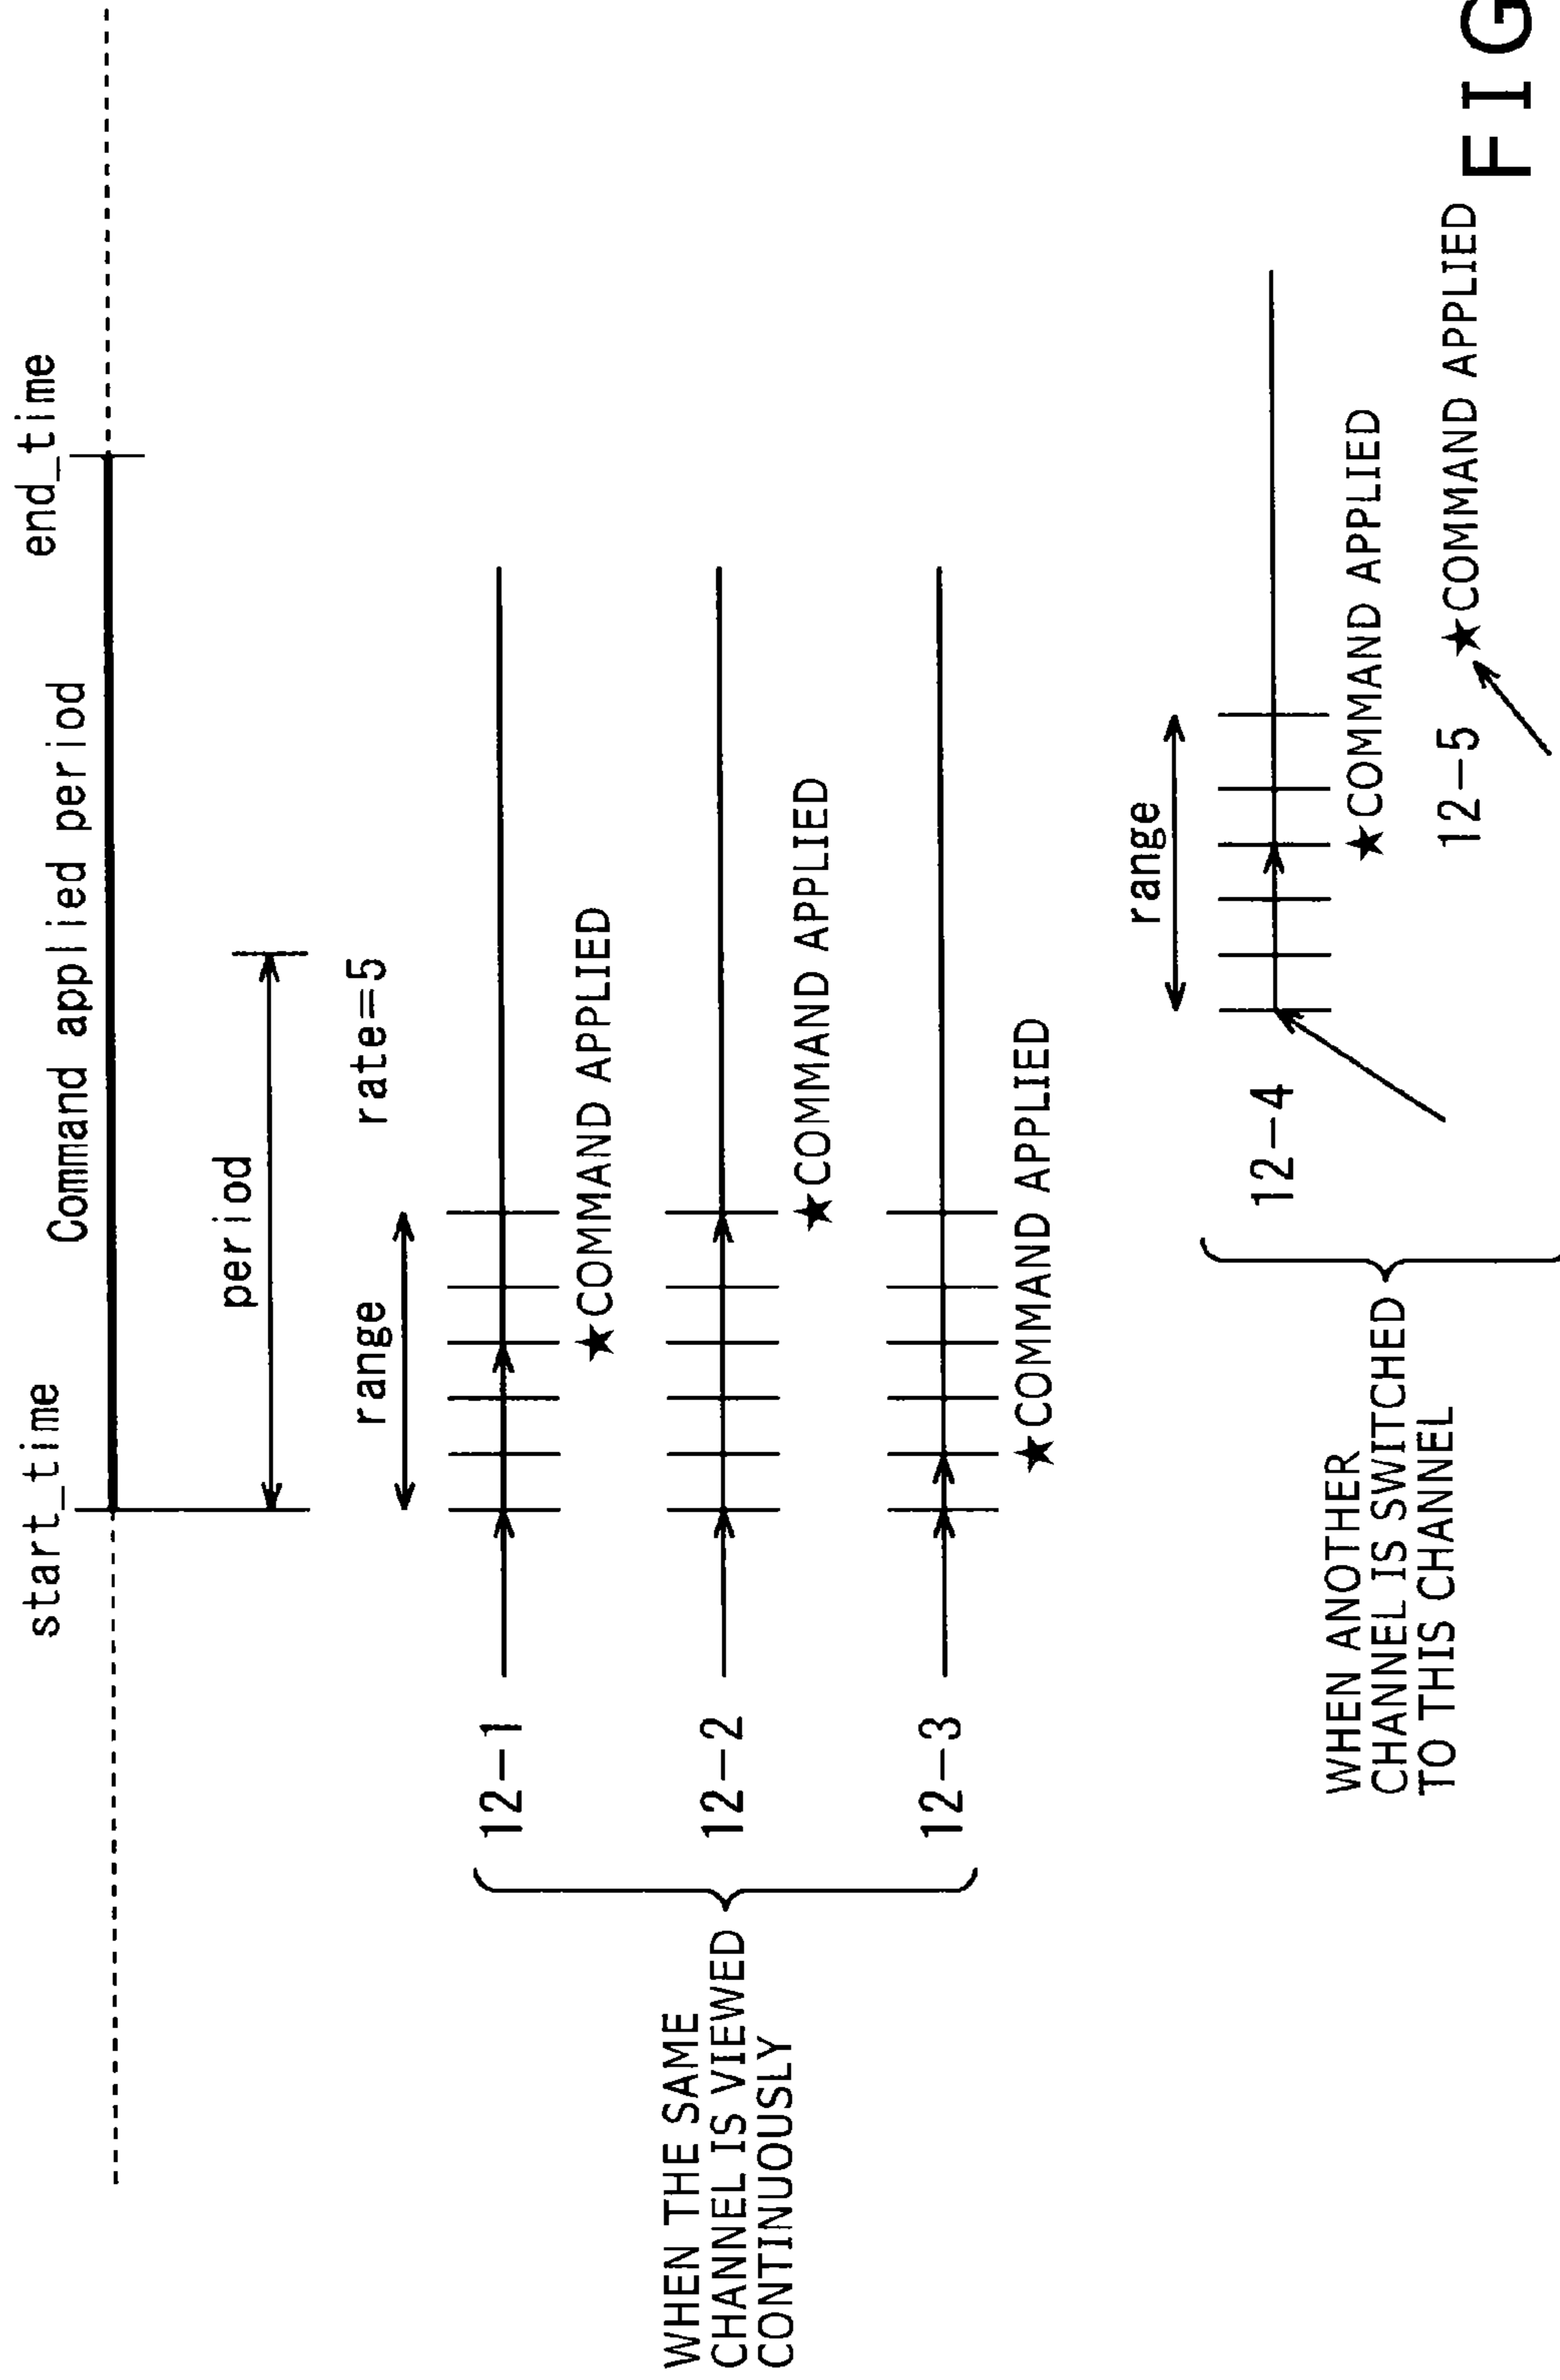 start_time
end_time
Command applied period
period
range
rate=5
WHEN THE SAME
CHANNEL IS VIEWED
CONTINUOUSLY
12-1
★COMMAND APPLIED
12-2
★COMMAND APPLIED
12-3
★COMMAND APPLIED
range
WHEN ANOTHER
CHANNEL IS SWITCHED
TO THIS CHANNEL
12-4
★COMMAND APPLIED
12-5
★COMMAND APPLIED
FIG